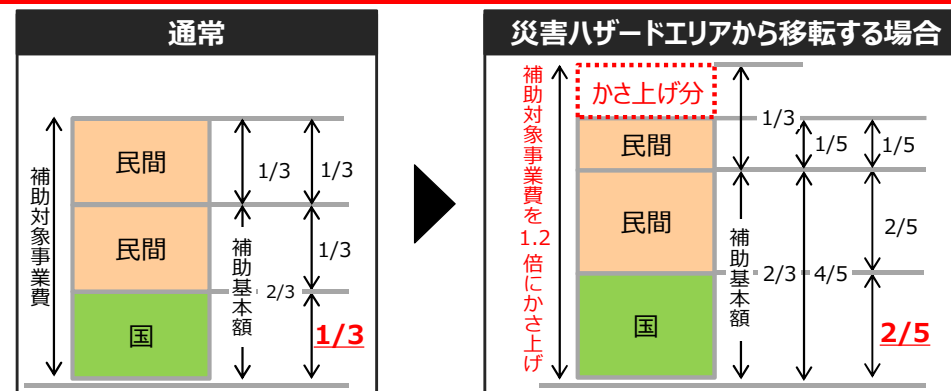 通常
補助対象事業費
民間
民間
国
1/3
補助基本額
2/3
1/3
1/3
1/3
災害ハザードエリアから移転する場合
補助対象事業費を1.2倍にかさ上げ
かさ上げ分
民間
民間
国
1/3
補助基本額
2/3
1/5
4/5
1/5
2/5
2/5